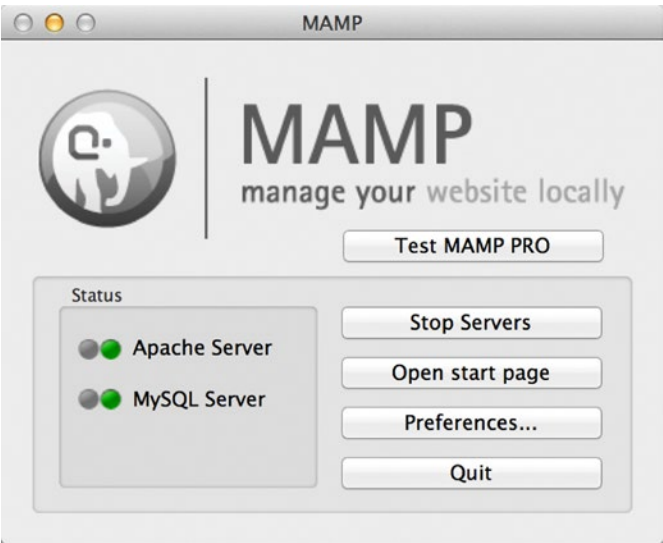 MAMP
MAMP
manage your website locally
Test MAMP PRO
Status
Apache Server
MySQL Server
Stop Servers
Open start page
Preferences...
Quit